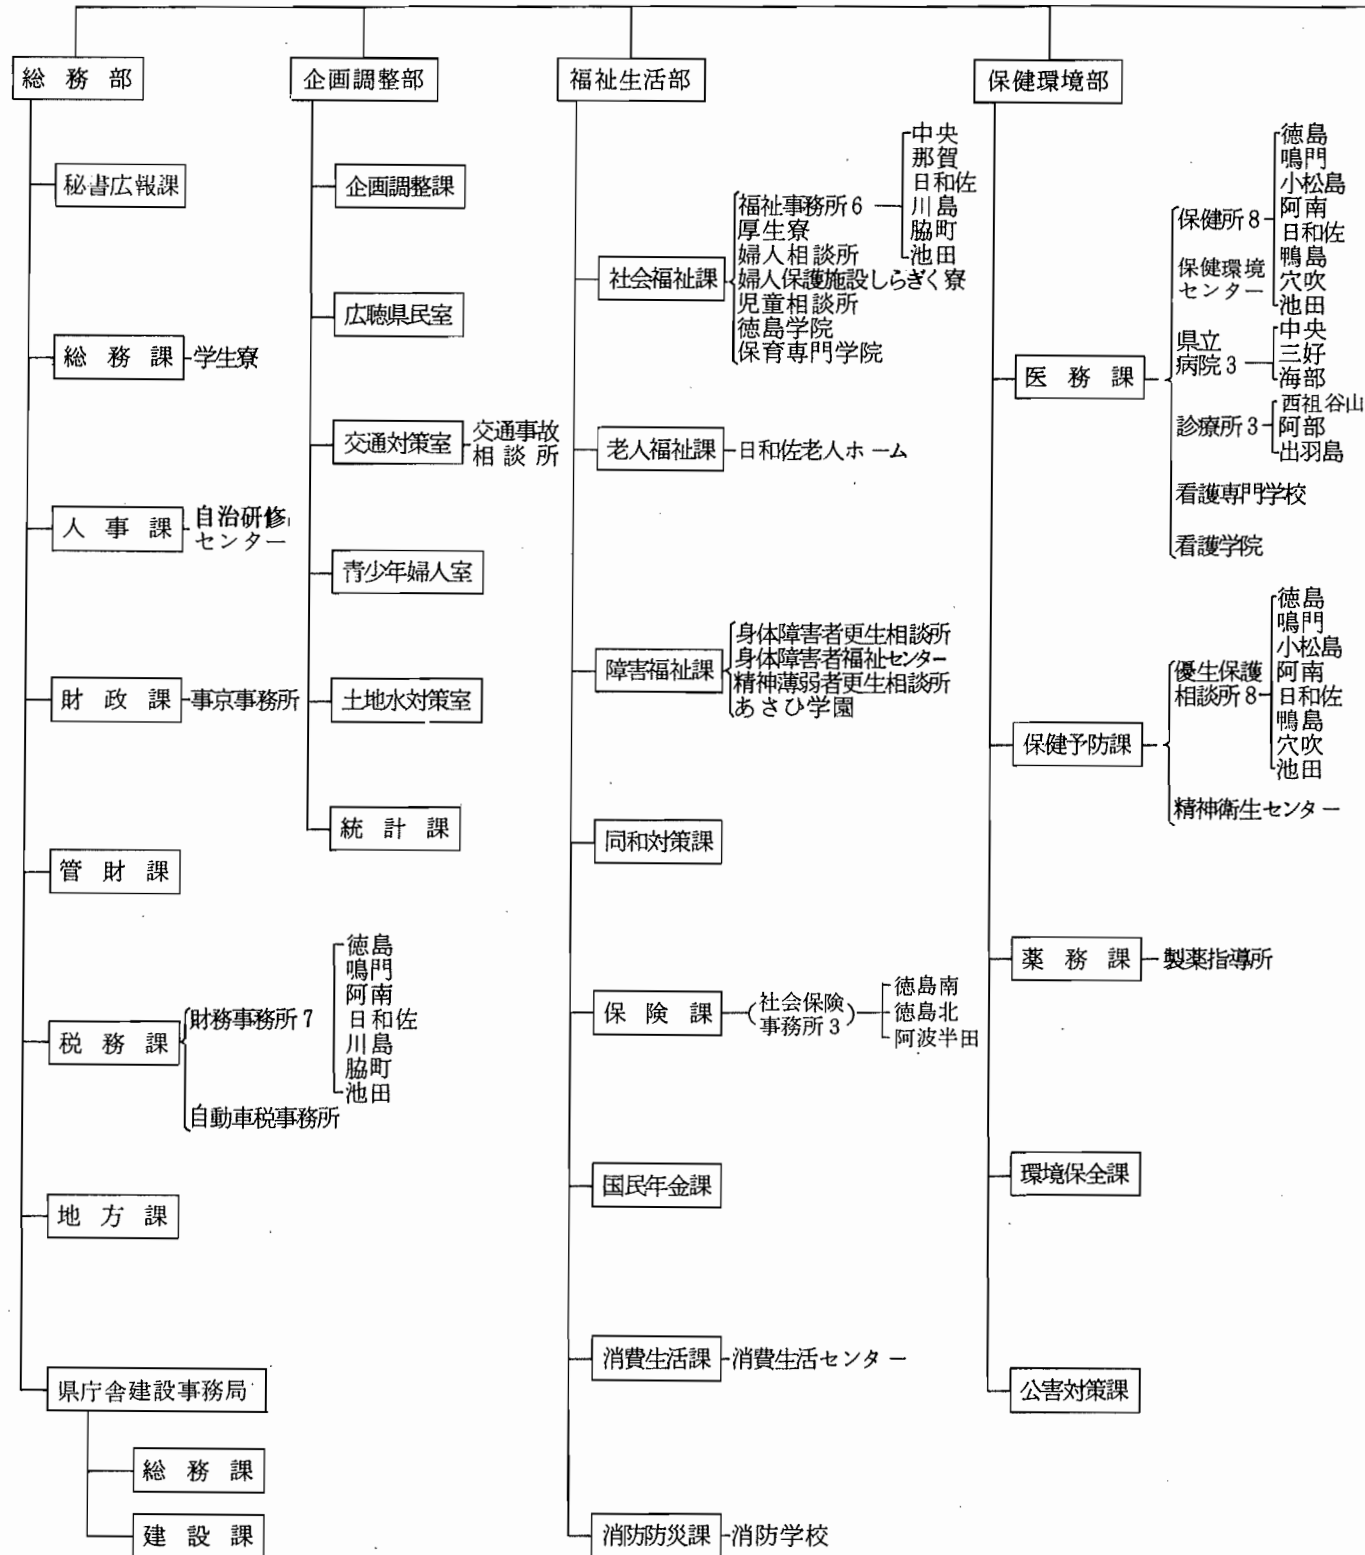 総務部
秘書広報課
総務課
学生寮
人事課
自治研修
センター
財政課
事京事務所
管財課
税務課
財務事務所7
徳島
鳴門
阿南
日和佐
川島
脇町
池田
自動車税事務所
地方課
県庁舎建設事務局
総務課
建設課
企画調整部
企画調整課
広聴県民室
交通対策室
交通事故
相談所
青少年婦人室
土地水対策室
統計課
福祉生活部
社会福祉課
福祉事務所6
中央
那賀
日和佐
川島
脇町
池田
厚生寮
婦人相談所
婦人保護施設しらぎく寮
児童相談所
徳島学院
保育専門学院
老人福祉課
日和佐老人ホーム
障害福祉課
身体障害者更生相談所
身体障害者福祉センター
精神薄弱者更生相談所
あさひ学園
同和対策課
保険課
(社会保険
事務所3)
徳島南
徳島北
阿波半田
国民年金課
消費生活課
消費生活センター
消防防災課
消防学校
保健環境部
医務課
保健所8
徳島
鳴門
小松島
阿南
日和佐
鴨島
穴吹
池田
保健環境
センター
県立
病院3
中央
三好
海部
診療所3
西祖谷山
阿部
出羽島
看護専門学校
看護学院
保健予防課
優生保護
相談所8
徳島
鳴門
小松島
阿南
日和佐
鴨島
穴吹
池田
精神衛生センター
薬務課
製薬指導所
環境保全課
公害対策課